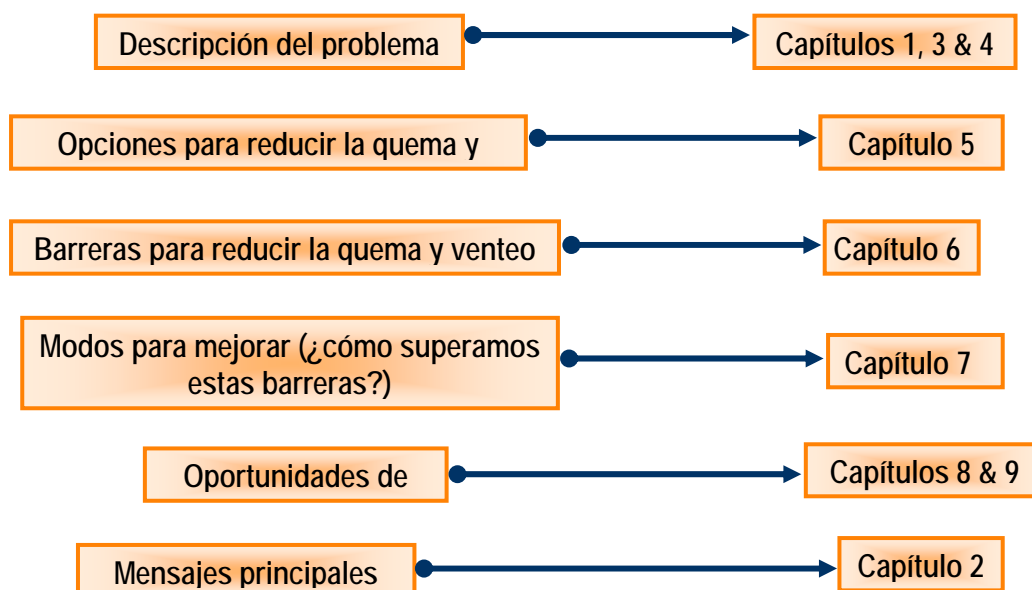 Descripción del problema
Capítulos 1, 3 & 4
Opciones para reducir la quema y
Capítulo 5
Barreras para reducir la quema y venteo
Capítulo 6
Modos para mejorar (¿cómo superamos
estas barreras?)
Capítulo 7
Oportunidades de
Capítulos 8 & 9
Mensajes principales
Capítulo 2